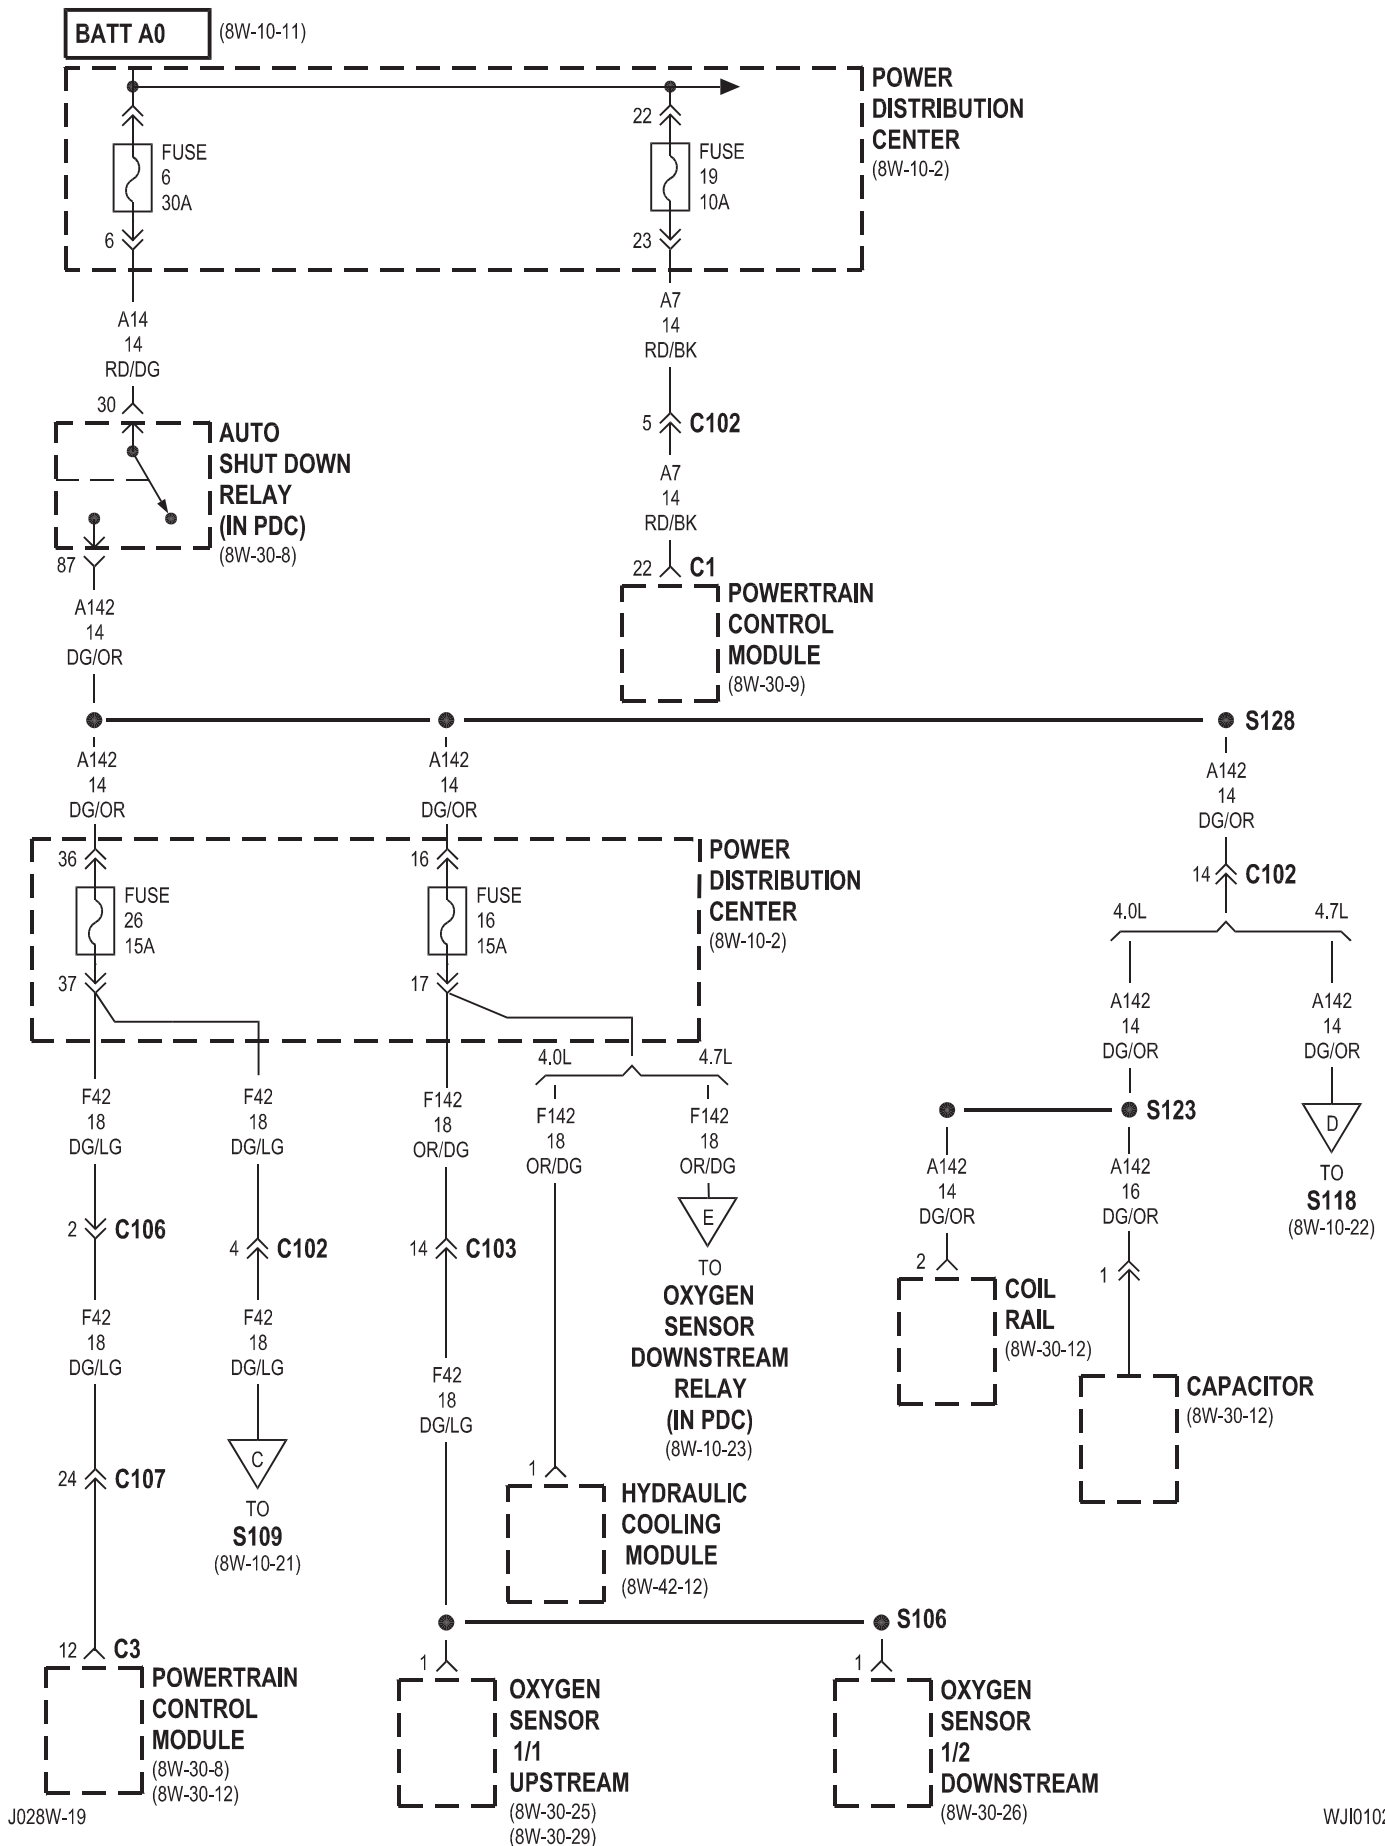 BATT A0 (8W-10-11)
POWER
DISTRIBUTION
CENTER
(8W-10-2)
FUSE
6
30A
6
22
FUSE
19
10A
23
A14
14
RD/DG
30
A7
14
RD/BK
5 C102
A7
14
RD/BK
22 C1
AUTO
SHUT DOWN
RELAY
(IN PDC)
(8W-30-8)
87
A142
14
DG/OR
POWERTRAIN
CONTROL
MODULE
(8W-30-9)
S128
A142
14
DG/OR
A142
14
DG/OR
A142
14
DG/OR
36
FUSE
26
15A
37
16
FUSE
16
15A
17
POWER
DISTRIBUTION
CENTER
(8W-10-2)
14 C102
4.0L 4.7L
A142
14
DG/OR
A142
14
DG/OR
4.0L 4.7L
F42
18
DG/LG
F42
18
DG/LG
F142
18
OR/DG
F142
18
OR/DG
F142
18
OR/DG
S123
D
TO
S118
(8W-10-22)
A142
14
DG/OR
A142
16
DG/OR
2 C106
4 C102
14 C103
E
TO
OXYGEN
SENSOR
DOWNSTREAM
RELAY
(IN PDC)
(8W-10-23)
2
COIL
RAIL
(8W-30-12)
1
CAPACITOR
(8W-30-12)
F42
18
DG/LG
F42
18
DG/LG
F42
18
DG/LG
24 C107
C
TO
S109
(8W-10-21)
1
HYDRAULIC
COOLING
MODULE
(8W-42-12)
S106
12 C3
POWERTRAIN
CONTROL
MODULE
(8W-30-8)
(8W-30-12)
1
OXYGEN
SENSOR
1/1
UPSTREAM
(8W-30-25)
(8W-30-29)
1
OXYGEN
SENSOR
1/2
DOWNSTREAM
(8W-30-26)
J028W-19
WJI0102